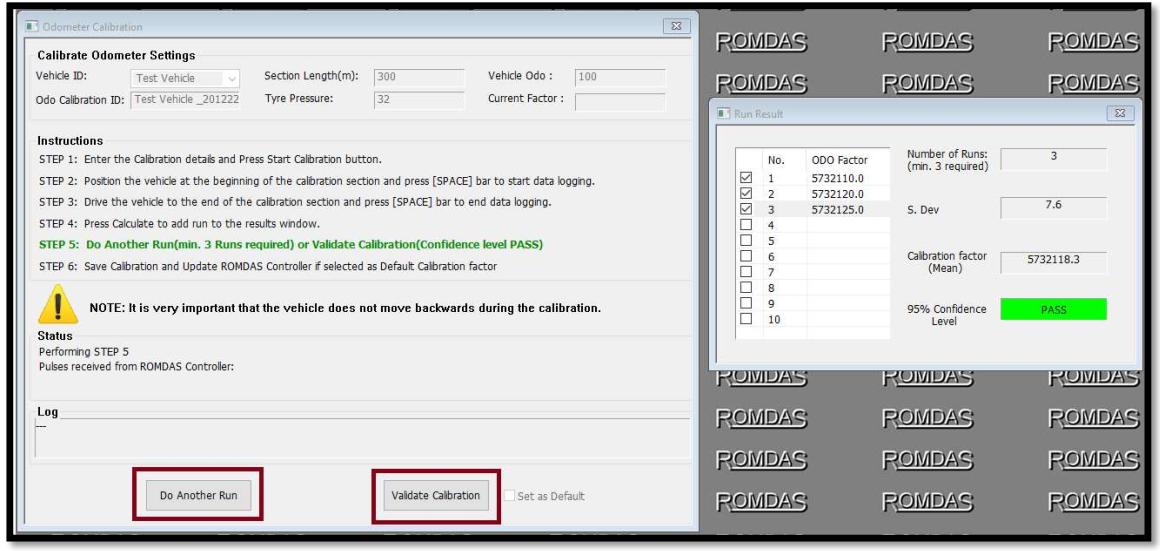 Odometer Calibration
Calibrate Odometer Settings
Vehicle ID: Test Vehicle Section Length(m): 300 Vehicle Odo : 100
Odo Calibration ID: Test Vehicle _201222 Tyre Pressure: 32 Current Factor :
Instructions
STEP 1: Enter the Calibration details and Press Start Calibration button.
STEP 2: Position the vehicle at the beginning of the calibration section and press [SPACE] bar to start data logging.
STEP 3: Drive the vehicle to the end of the calibration section and press [SPACE] bar to end data logging.
STEP 4: Press Calculate to add run to the results window.
STEP 5: Do Another Run(min. 3 Runs required) or Validate Calibration(Confidence level PASS)
STEP 6: Save Calibration and Update ROMDAS Controller if selected as Default Calibration factor
NOTE: It is very important that the vehicle does not move backwards during the calibration.
Status
Performing STEP 5
Pulses received from ROMDAS Controller:
Log
---
Do Another Run Validate Calibration Set as Default
ROMDAS ROMDAS ROMDAS
ROMDAS ROMDAS ROMDAS
Run Result
No. ODO Factor
1 5732110.0
2 5732120.0
3 5732125.0
4
5
6
7
8
9
10
Number of Runs: 3
(min. 3 required)
S. Dev 7.6
Calibration factor 5732118.3
(Mean)
95% Confidence PASS
Level
ROMDAS ROMDAS ROMDAS
ROMDAS ROMDAS ROMDAS
ROMDAS ROMDAS ROMDAS
ROMDAS ROMDAS ROMDAS